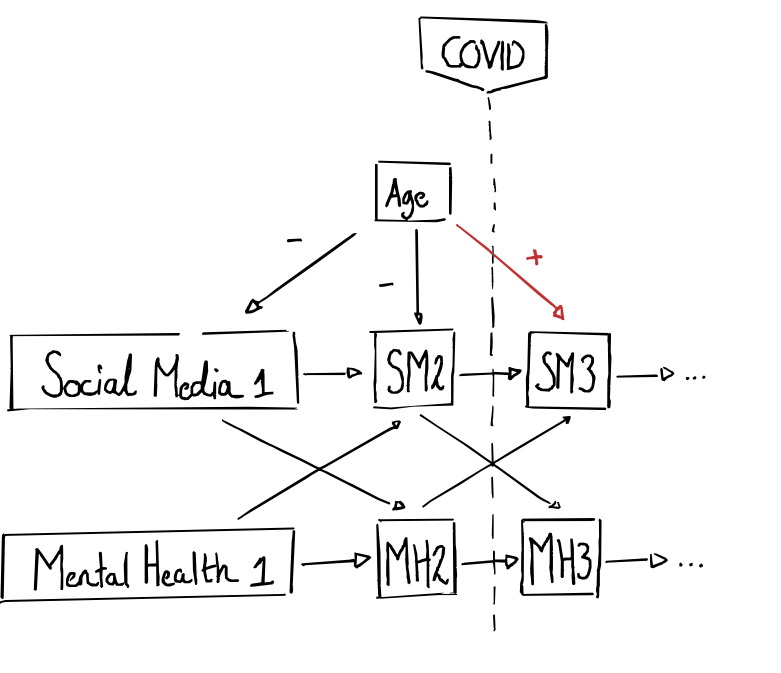 COVID
Age
-
-
+
Social Media 1
SM2
SM3
...
Mental Health 1
MH2
MH3
...